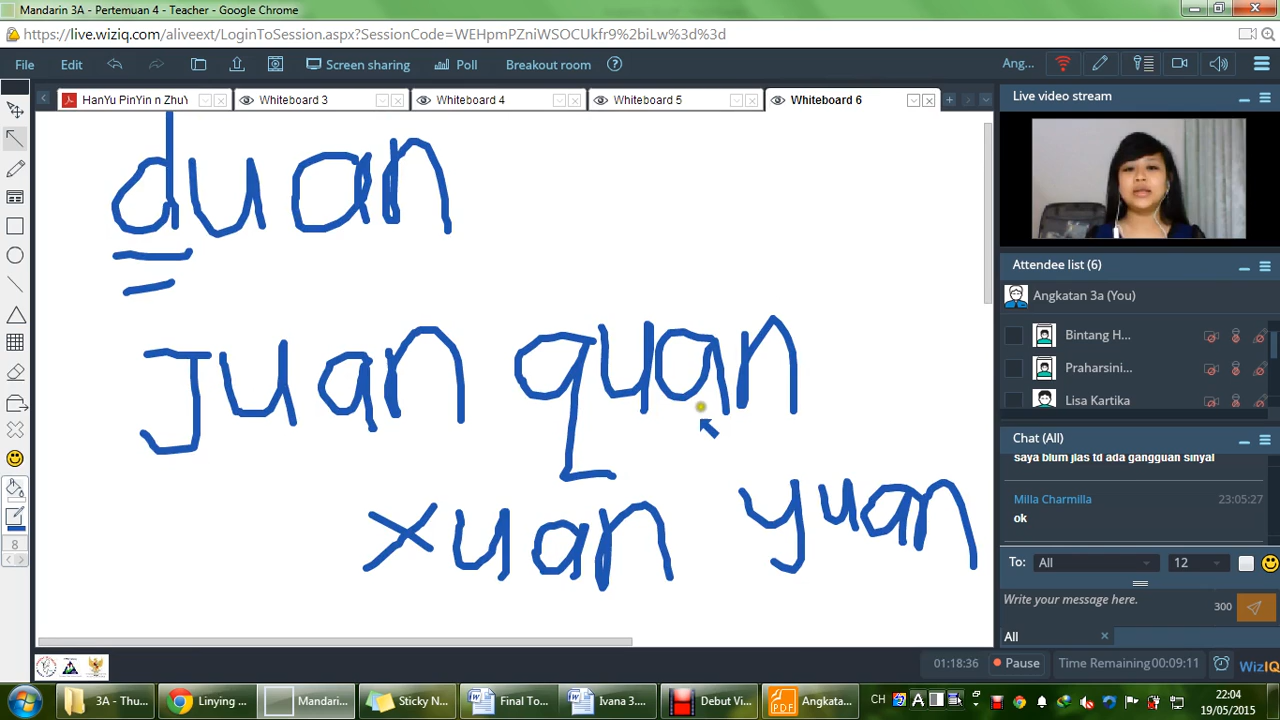 Mandarin 3A - Pertemuan 4 - Teacher - Google Chrome
https://live.wiziq.com/aliveext/LoginToSession.aspx?SessionCode=WEHpmPZniWSOCUkfr9%2biLw%3d%3d
File Edit Screen sharing Poll Breakout room Ang...
HanYu PinYin n ZhuY Whiteboard 3 Whiteboard 4 Whiteboard 5 Whiteboard 6
duan
juan quan
xuan yuan
8
Live video stream
Attendee list (6)
Angkatan 3a (You)
Bintang H...
Praharsini...
Lisa Kartika
Chat (All)
saya blum jlas td ada gangguan sinyal
Milla Charmilla 23:05:27
ok
To: All 12
Write your message here. 300
All
01:18:36 Pause Time Remaining 00:09:11 WizIQ
3A - Thu... Linying ... Mandari... Sticky N... Final To... Ivana 3.... Debut Vi... Angkata... CH 22:04
19/05/2015